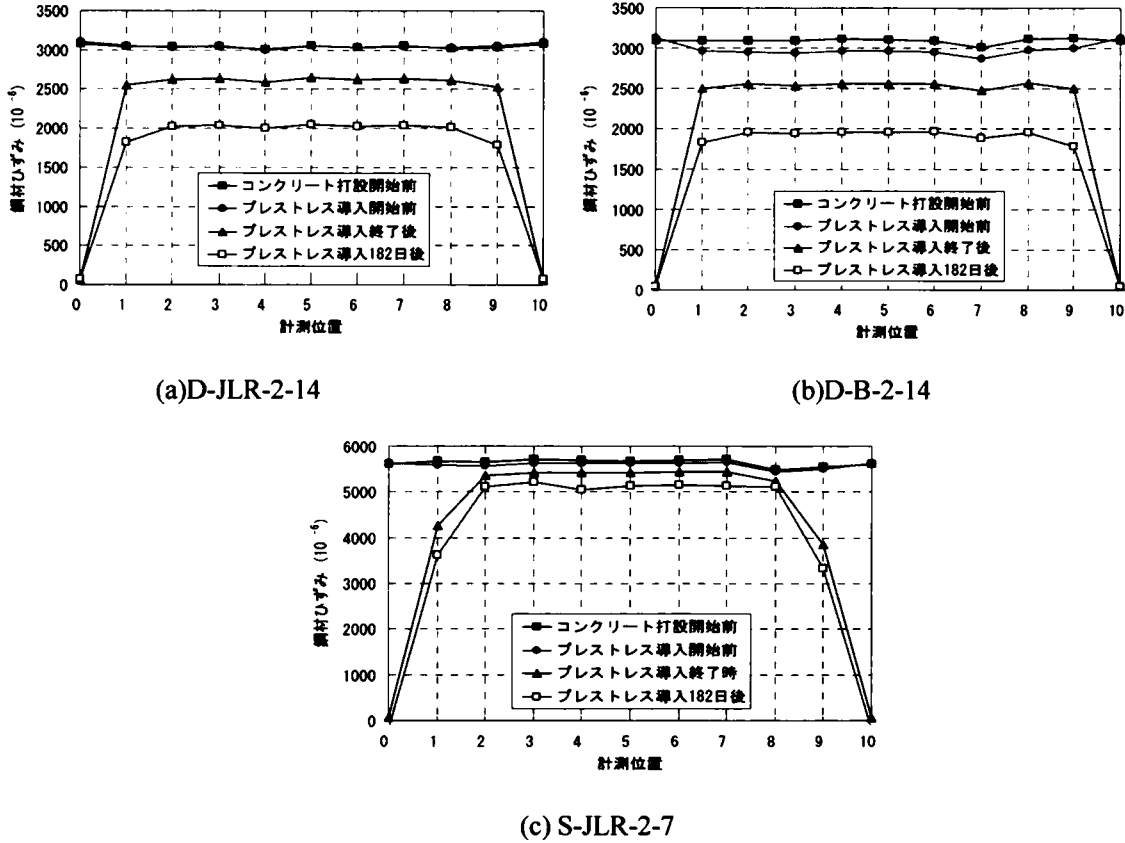 3500
3000
2500
2000
1500
1000
500
0
鋼材ひずみ (10⁻⁶)
コンクリート打設開始前
プレストレス導入開始前
プレストレス導入終了後
プレストレス導入182日後
0 1 2 3 4 5 6 7 8 9 10
計測位置
(a)D-JLR-2-14
3500
3000
2500
2000
1500
1000
500
0
鋼材ひずみ (10⁻⁶)
コンクリート打設開始前
プレストレス導入開始前
プレストレス導入終了後
プレストレス導入182日後
0 1 2 3 4 5 6 7 8 9 10
計測位置
(b)D-B-2-14
6000
5000
4000
3000
2000
1000
0
鋼材ひずみ (10⁻⁶)
コンクリート打設開始前
プレストレス導入開始前
プレストレス導入終了時
プレストレス導入182日後
0 1 2 3 4 5 6 7 8 9 10
計測位置
(c) S-JLR-2-7